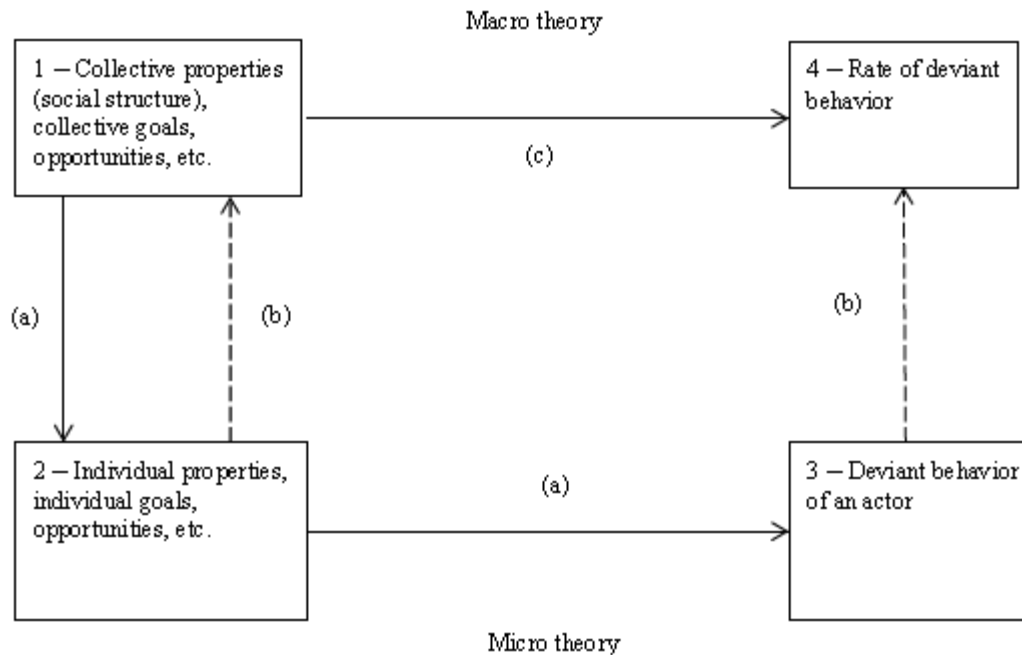 Macro theory
1 – Collective properties
(social structure),
collective goals,
opportunities, etc.
4 – Rate of deviant
behavior
(c)
(a)
(b)
(b)
2 – Individual properties,
individual goals,
opportunities, etc.
(a)
3 – Deviant behavior
of an actor
Micro theory